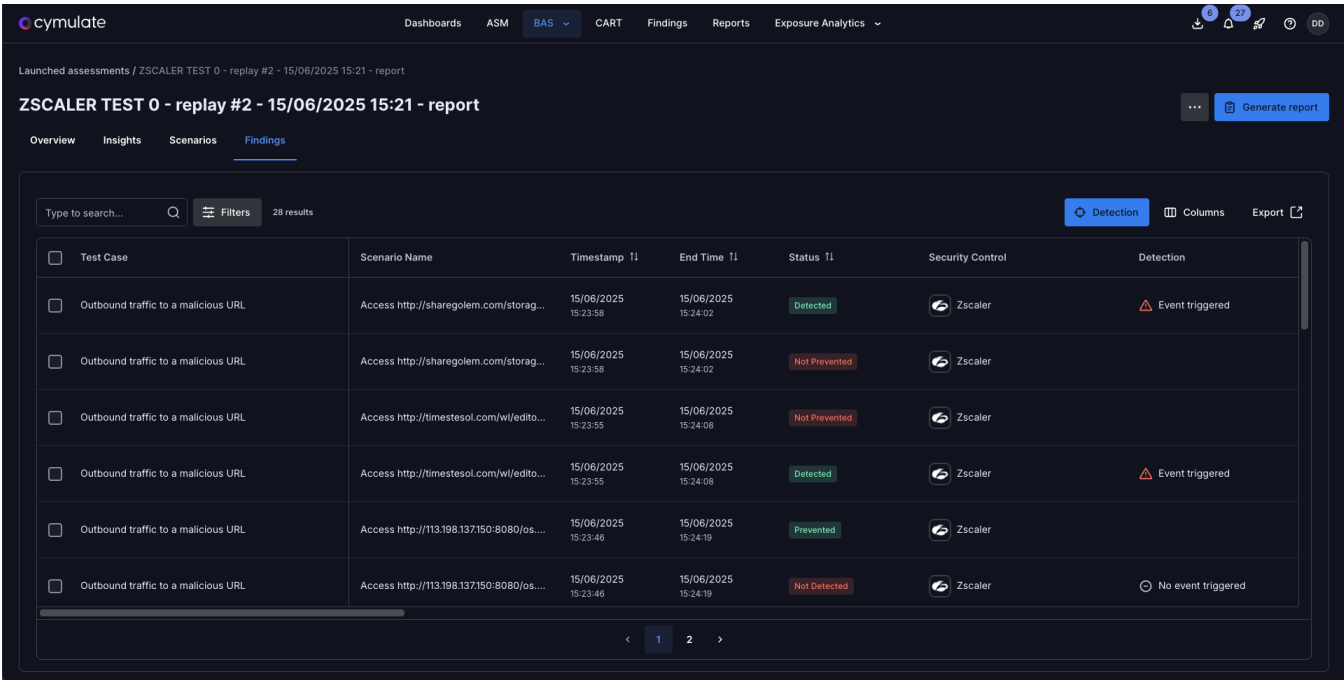 cymulate Dashboards ASM BAS CART Findings Reports Exposure Analytics 6 27 DD
Launched assessments / ZSCALER TEST 0 - replay #2 - 15/06/2025 15:21 - report
ZSCALER TEST 0 - replay #2 - 15/06/2025 15:21 - report ... Generate report
Overview Insights Scenarios Findings
Type to search... Filters 28 results Detection Columns Export
Test Case Scenario Name Timestamp End Time Status Security Control Detection
Outbound traffic to a malicious URL Access http://sharegolem.com/storag... 15/06/2025 15/06/2025 Detected Zscaler Event triggered
15:23:58 15:24:02
Outbound traffic to a malicious URL Access http://sharegolem.com/storag... 15/06/2025 15/06/2025 Not Prevented Zscaler
15:23:58 15:24:02
Outbound traffic to a malicious URL Access http://timestesol.com/wl/edito... 15/06/2025 15/06/2025 Not Prevented Zscaler
15:23:55 15:24:08
Outbound traffic to a malicious URL Access http://timestesol.com/wl/edito... 15/06/2025 15/06/2025 Detected Zscaler Event triggered
15:23:55 15:24:08
Outbound traffic to a malicious URL Access http://113.198.137.150:8080/os.... 15/06/2025 15/06/2025 Prevented Zscaler
15:23:46 15:24:19
Outbound traffic to a malicious URL Access http://113.198.137.150:8080/os.... 15/06/2025 15/06/2025 Not Detected Zscaler No event triggered
15:23:46 15:24:19
1 2